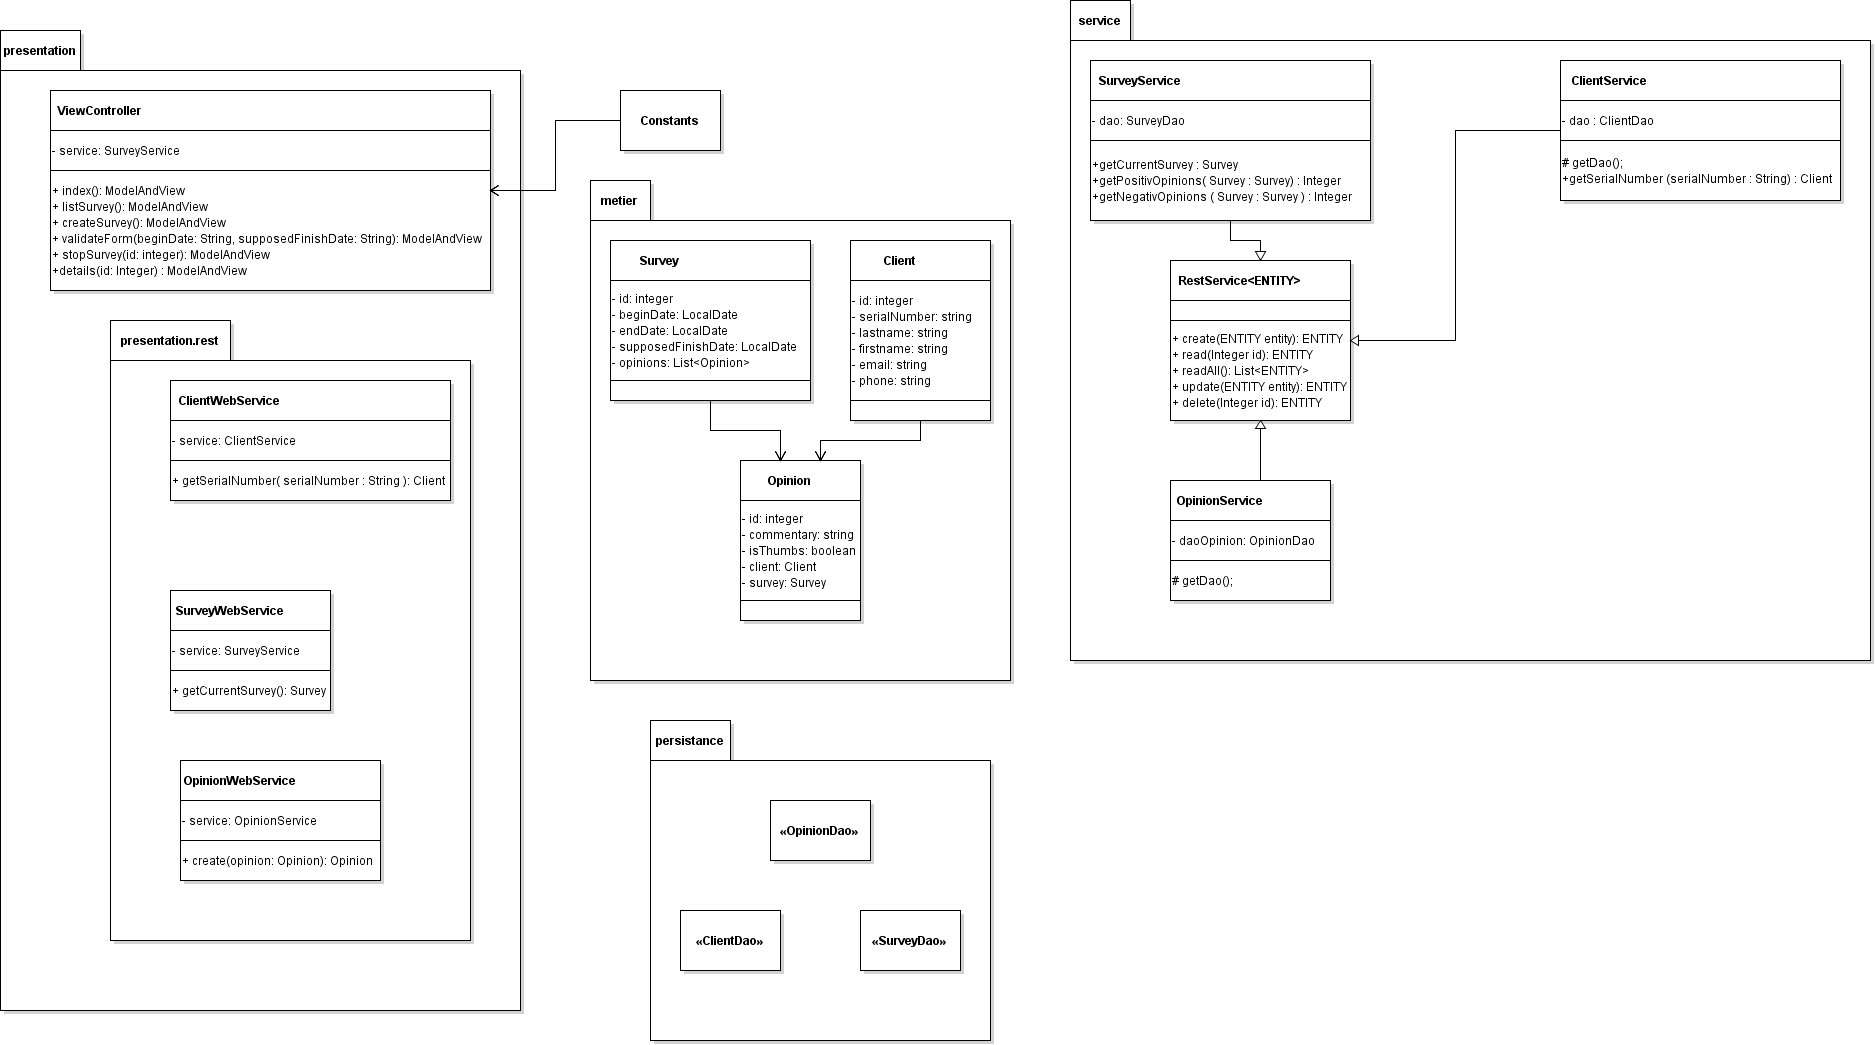 presentation
ViewController
- service: SurveyService
+ index(): ModelAndView
+ listSurvey(): ModelAndView
+ createSurvey(): ModelAndView
+ validateForm(beginDate: String, supposedFinishDate: String): ModelAndView
+ stopSurvey(id: integer): ModelAndView
+details(id: Integer) : ModelAndView
presentation.rest
ClientWebService
- service: ClientService
+ getSerialNumber( serialNumber : String ): Client
SurveyWebService
- service: SurveyService
+ getCurrentSurvey(): Survey
OpinionWebService
- service: OpinionService
+ create(opinion: Opinion): Opinion
Constants
metier
Survey
- id: integer
- beginDate: LocalDate
- endDate: LocalDate
- supposedFinishDate: LocalDate
- opinions: List<Opinion>
Client
- id: integer
- serialNumber: string
- lastname: string
- firstname: string
- email: string
- phone: string
Opinion
- id: integer
- commentary: string
- isThumbs: boolean
- client: Client
- survey: Survey
persistance
«OpinionDao»
«ClientDao»
«SurveyDao»
service
SurveyService
- dao: SurveyDao
+getCurrentSurvey : Survey
+getPositivOpinions( Survey : Survey) : Integer
+getNegativOpinions ( Survey : Survey ) : Integer
ClientService
- dao : ClientDao
# getDao();
+getSerialNumber (serialNumber : String) : Client
RestService<ENTITY>
+ create(ENTITY entity): ENTITY
+ read(Integer id): ENTITY
+ readAll(): List<ENTITY>
+ update(ENTITY entity): ENTITY
+ delete(Integer id): ENTITY
OpinionService
- daoOpinion: OpinionDao
# getDao();